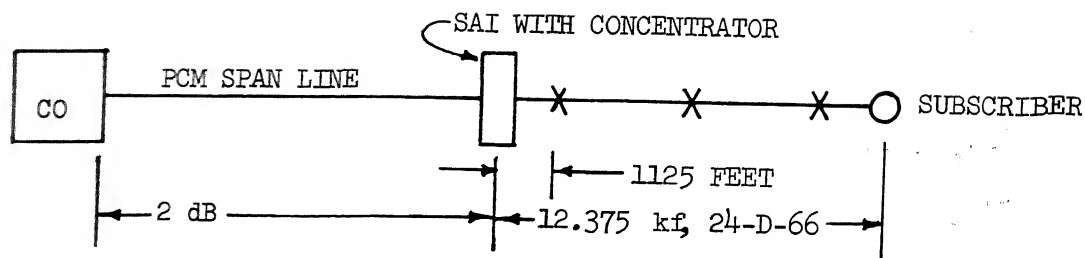 SAI WITH CONCENTRATOR
PCM SPAN LINE
CO
SUBSCRIBER
1125 FEET
2 dB
12.375 kf, 24-D-66